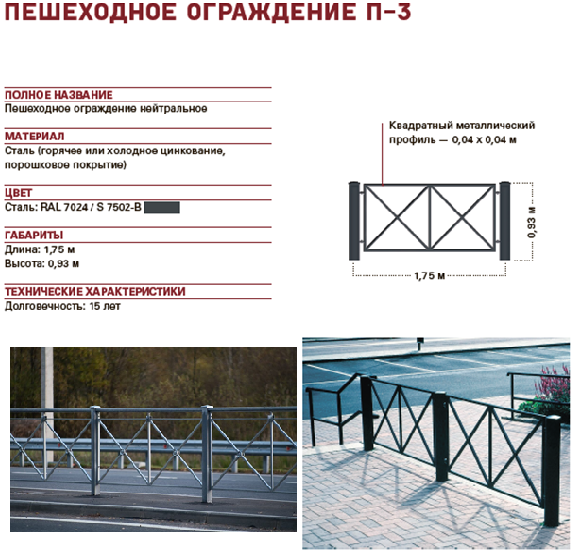 ПЕШЕХОДНОЕ ОГРАЖДЕНИЕ П-3
ПОЛНОЕ НАЗВАНИЕ
Пешеходное ограждение нейтральное
МАТЕРИАЛ
Сталь (горячее или холодное цинкование,
порошковое покрытие)
ЦВЕТ
Сталь: RAL 7024 / S 7502-B
ГАБАРИТЫ
Длина: 1,75 м
Высота: 0,93 м
ТЕХНИЧЕСКИЕ ХАРАКТЕРИСТИКИ
Долговечность: 15 лет
Квадратный металлический
профиль — 0,04 х 0,04 м
0,93 м
1,75 м